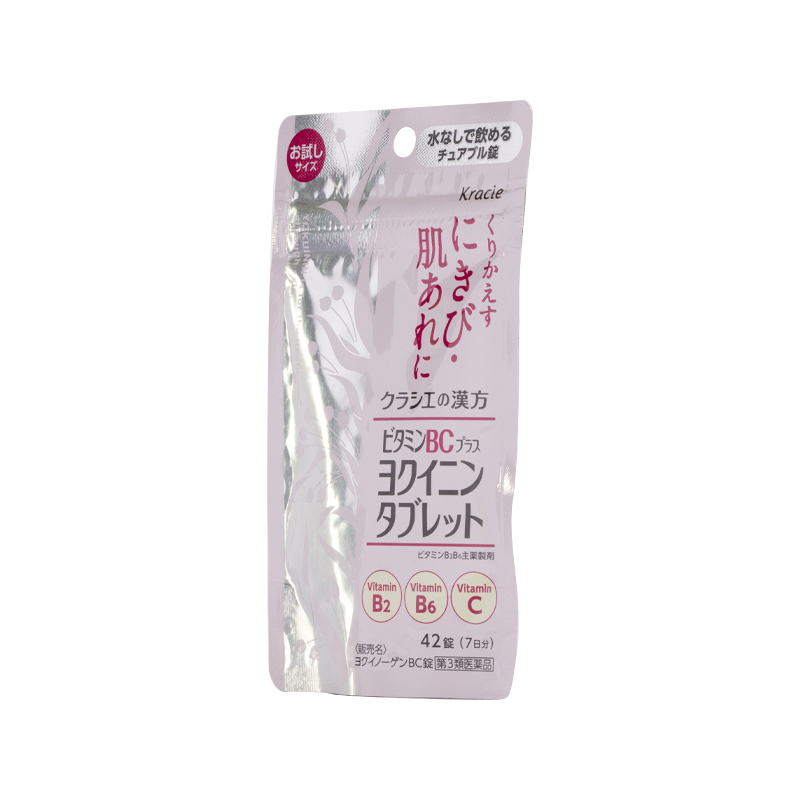 お試し
サイズ
水なしで飲める
チュアブル錠
Kracie
くりかえす
にきび・
肌あれに
クラシエの漢方
ビタミンBCプラス
ヨクイニン
タブレット
ビタミンB2B6主薬製剤
Vitamin
B2
Vitamin
B6
Vitamin
C
42錠（7日分）
〈販売名〉
ヨクイノーゲンBC錠 第3類医薬品